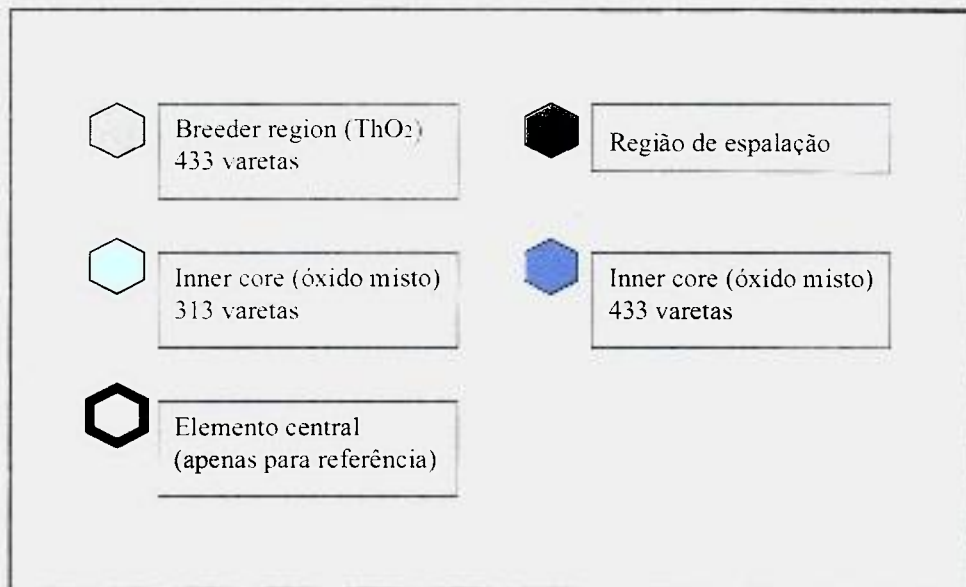 Breeder region (ThO2)
433 varetas
Região de espalação
Inner core (óxido misto)
313 varetas
Inner core (óxido misto)
433 varetas
Elemento central
(apenas para referência)